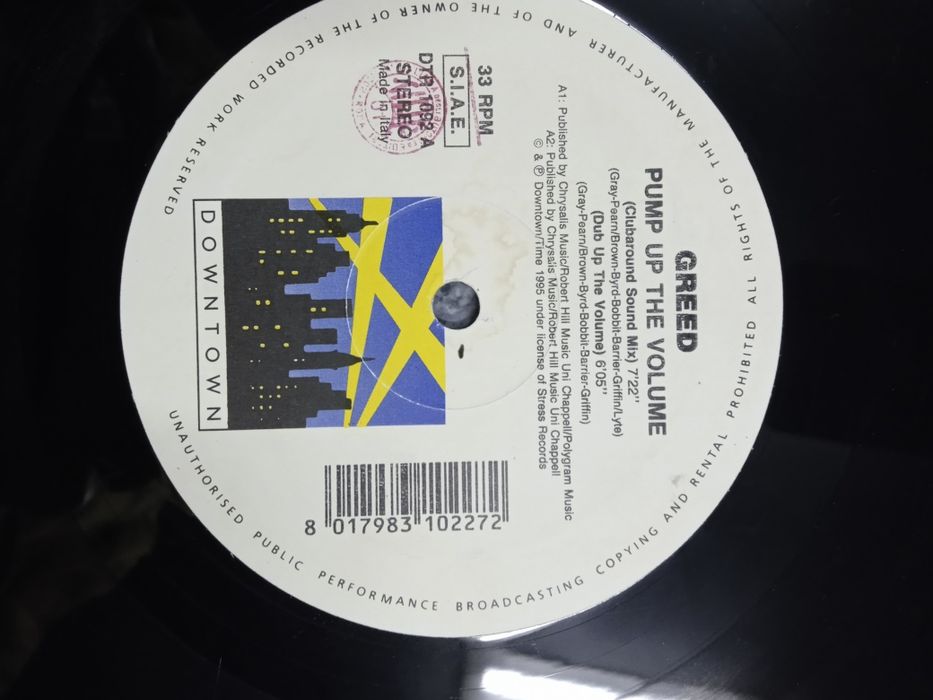 GREED
PUMP UP THE VOLUME
(Clubaround Sound Mix) 7'22''
(Gray-Pearn/Brown-Byrd-Bobbit-Barrier-Griffin/Lyte)
(Dub Up The Volume) 6'05''
(Gray-Pearn/Brown-Byrd-Bobbit-Barrier-Griffin)
A1: Published by Chrysalis Music/Robert Hill Music Uni Chappell/Polygram Music
A2: Published by Chrysalis Music/Robert Hill Music Uni Chappell
© & ℗ Downtown/Time 1995 under license of Stress Records
33 RPM
S.I.A.E.
DTR 1092 A
STEREO
Made in Italy
DOWNTOWN
8 017983 102272
ALL RIGHTS OF THE MANUFACTURER AND OF THE OWNER OF THE RECORDED WORK RESERVED
UNAUTHORISED PUBLIC PERFORMANCE BROADCASTING COPYING AND RENTAL PROHIBITED